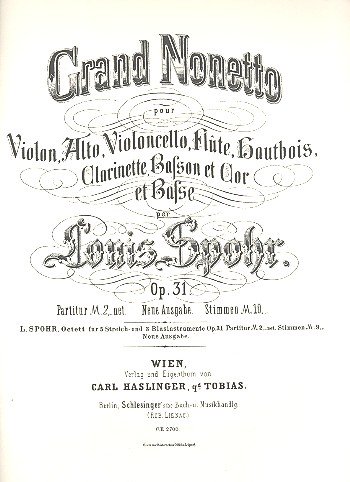 Grand Nonetto
pour
Violon, Alto, Violoncello, Flûte, Hautbois,
Clarinette, Basson et Cor
et Basse
par
Louis Spohr.
Op. 31
Partitur M. 2,. net. Neue Ausgabe. Stimmen M. 10,.
L. SPOHR, Octett für 5 Streich- und 3 Blasinstrumente Op. 31 Partitur M. 2,. net. Stimmen M. 9,.
Neue Ausgabe.
WIEN,
Verlag und Eigenthum von
CARL HASLINGER, qd TOBIAS.
Berlin, Schlesinger'sche Buch- u. Musikhandlg
(ROB. LIENAU)